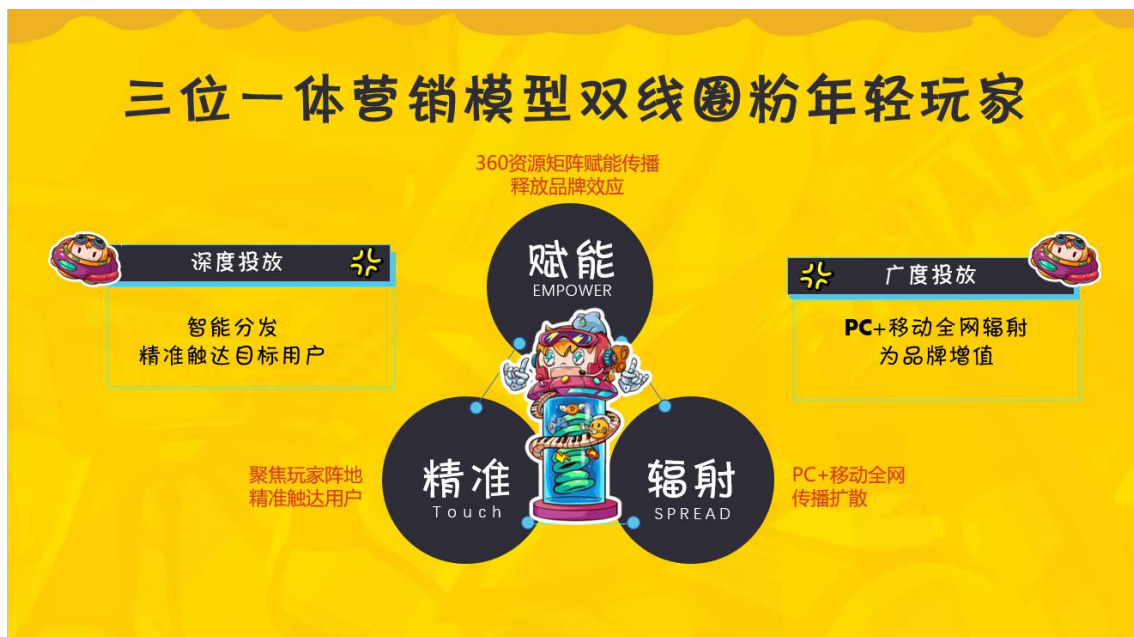 三位一体营销模型双线圈粉年轻玩家
360资源矩阵赋能传播
释放品牌效应
赋能
EMPOWER
深度投放
智能分发
精准触达目标用户
广度投放
PC+移动全网辐射
为品牌增值
聚焦玩家阵地
精准触达用户
精准
Touch
辐射
SPREAD
PC+移动全网
传播扩散